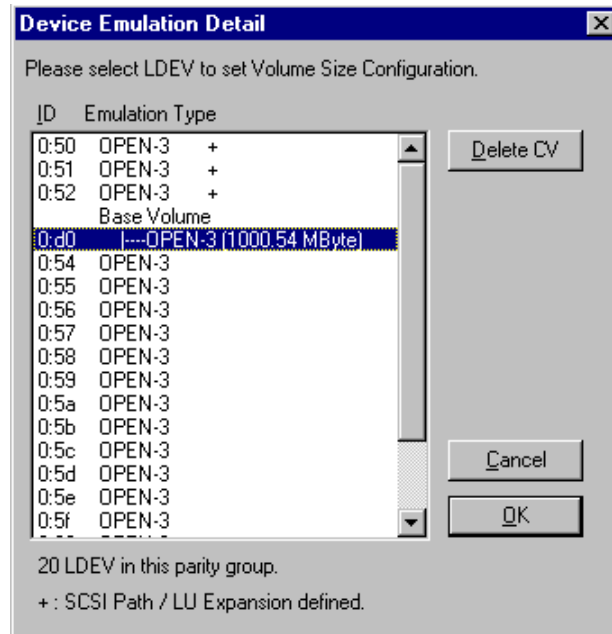 Device Emulation Detail
Please select LDEV to set Volume Size Configuration.
ID Emulation Type
0:50 OPEN-3 +
0:51 OPEN-3 +
0:52 OPEN-3 +
Base Volume
0:d0 |----OPEN-3 (1000.54 MByte)
0:54 OPEN-3
0:55 OPEN-3
0:56 OPEN-3
0:57 OPEN-3
0:58 OPEN-3
0:59 OPEN-3
0:5a OPEN-3
0:5b OPEN-3
0:5c OPEN-3
0:5d OPEN-3
0:5e OPEN-3
0:5f OPEN-3
Delete CV
Cancel
OK
20 LDEV in this parity group.
+ : SCSI Path / LU Expansion defined.